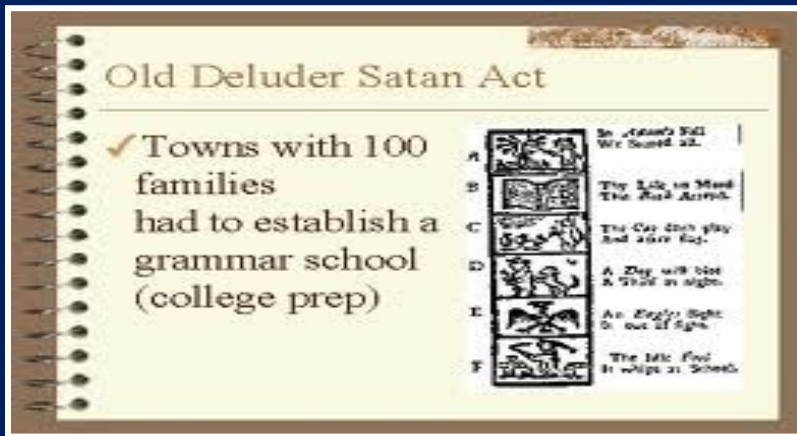 Old Deluder Satan Act
✓Towns with 100
families
had to establish a
grammar school
(college prep)
A
In Adam's Fall
We Sinned all.
B
Thy Life to Mend
This Book Attend.
C
The Cat doth play
And after slay.
D
A Dog will bite
A Thief at night.
E
An Eagles flight
Is out of sight.
F
The Idle Fool
Is whipt at School.